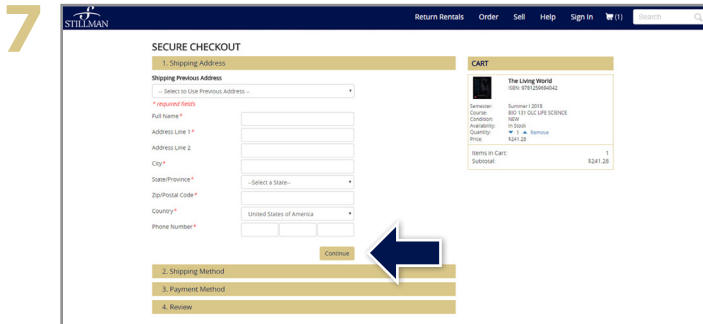 7
STILLMAN
Return Rentals Order Sell Help Sign In (1) Search
SECURE CHECKOUT
1. Shipping Address
Shipping Previous Address
-- Select to Use Previous Address --
* required fields
Full Name*
Address Line 1*
Address Line 2
City*
State/Province*
--Select a State--
Zip/Postal Code*
Country*
United States of America
Phone Number*
Continue
2. Shipping Method
3. Payment Method
4. Review
CART
The Living World
ISBN: 9781259694042
Semester: Summer I 2018
Course: BIO 131 OLC LIFE SCIENCE
Condition: NEW
Availability: In Stock
Quantity: 1 Remove
Price: $241.28
Items in Cart: 1
Subtotal: $241.28